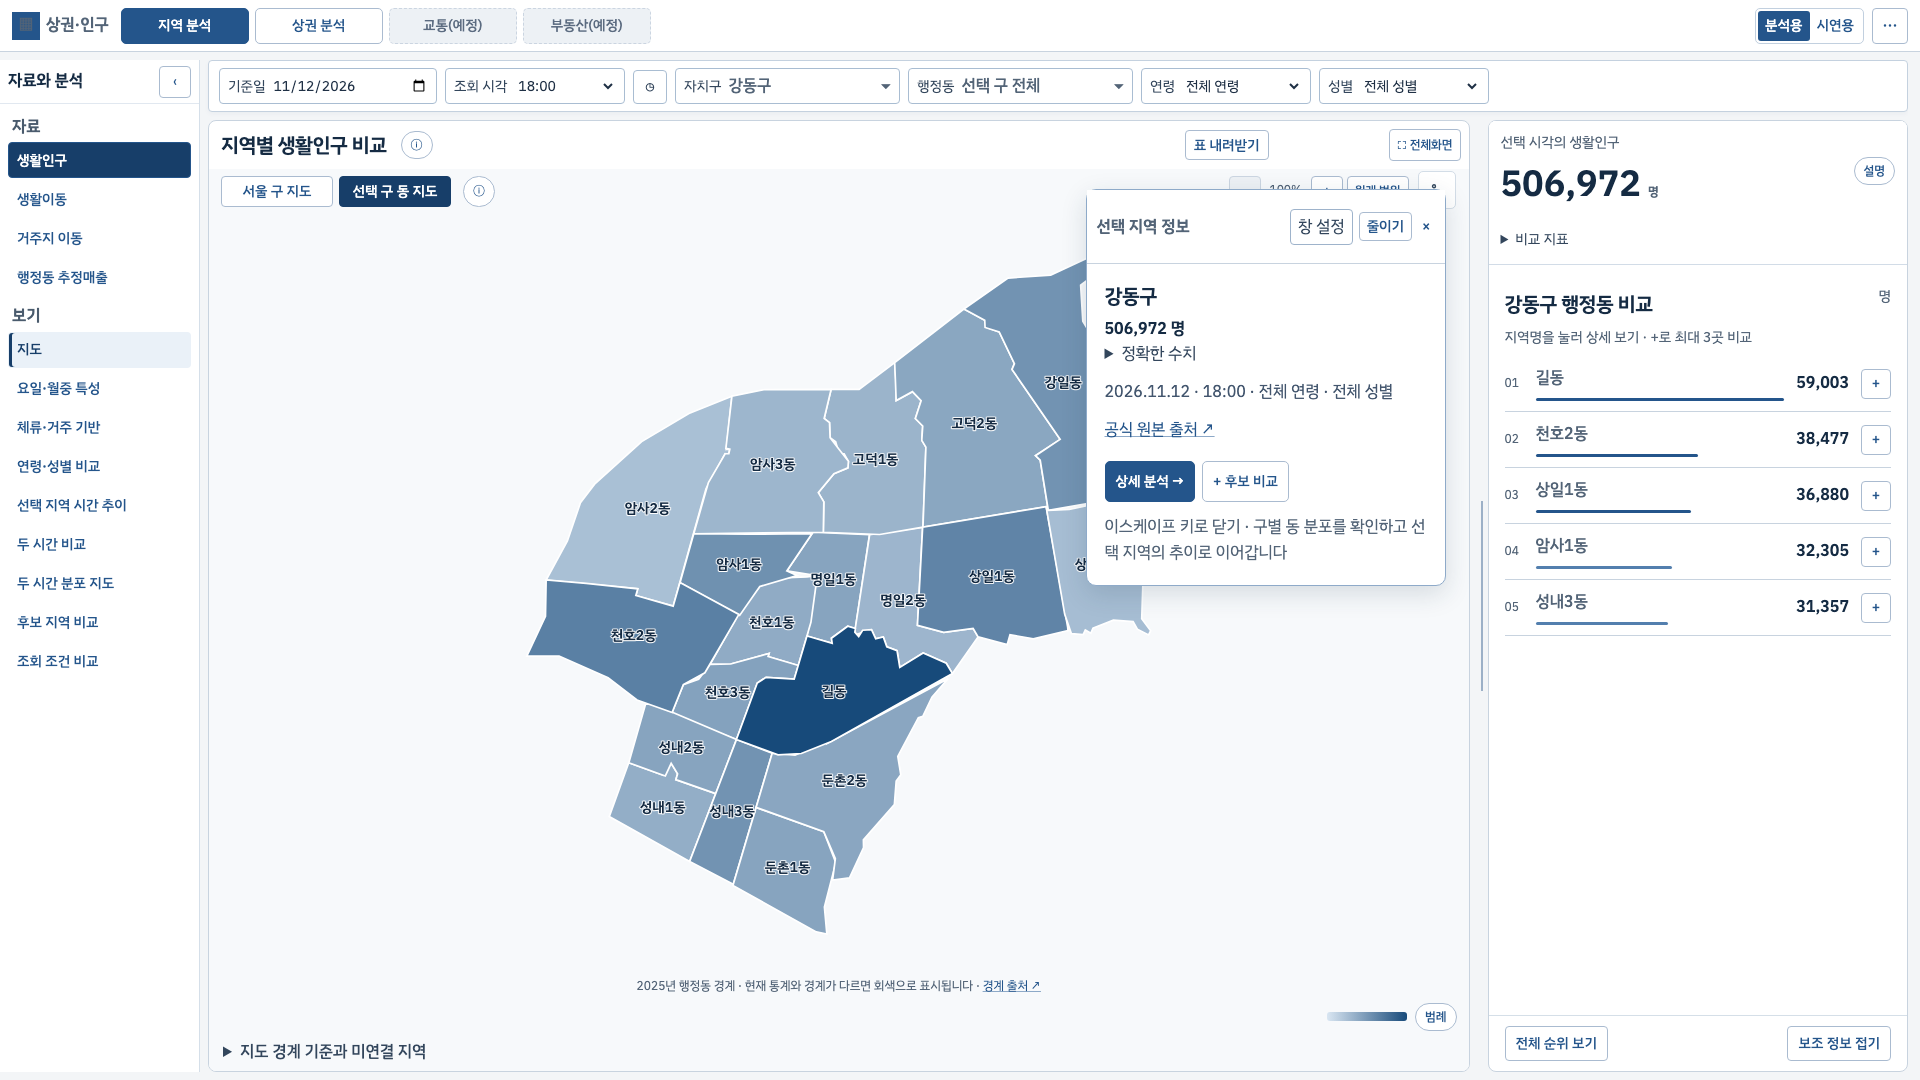 상권·인구
지역 분석
상권 분석
교통(예정)
부동산(예정)
분석용
시연용
···
자료와 분석
‹
기준일 11/12/2026
조회 시각 18:00
자치구 강동구
행정동 선택 구 전체
연령 전체 연령
성별 전체 성별
자료
생활인구
생활이동
거주지 이동
행정동 추정매출
보기
지도
요일·월중 특성
체류·거주 기반
연령·성별 비교
선택 지역 시간 추이
두 시간 비교
두 시간 분포 지도
후보 지역 비교
조회 조건 비교
지역별 생활인구 비교
ⓘ
표 내려받기
전체화면
서울 구 지도
선택 구 동 지도
ⓘ
강일동
고덕2동
고덕1동
암사3동
암사2동
암사1동
명일1동
명일2동
상일1동
천호1동
천호2동
천호3동
길동
성내2동
성내1동
성내3동
둔촌2동
둔촌1동
선택 지역 정보
창 설정
줄이기
×
강동구
506,972 명
▶ 정확한 수치
2026.11.12 · 18:00 · 전체 연령 · 전체 성별
공식 원본 출처 ↗
상세 분석 →
+ 후보 비교
이스케이프 키로 닫기 · 구별 동 분포를 확인하고 선
택 지역의 추이로 이어갑니다
2025년 행정동 경계 · 현재 통계와 경계가 다르면 회색으로 표시됩니다 · 경계 출처 ↗
범례
▶ 지도 경계 기준과 미연결 지역
선택 시각의 생활인구
506,972 명
설명
▶ 비교 지표
강동구 행정동 비교
명
지역명을 눌러 상세 보기 · +로 최대 3곳 비교
01 길동 59,003 +
02 천호2동 38,477 +
03 상일1동 36,880 +
04 암사1동 32,305 +
05 성내3동 31,357 +
전체 순위 보기
보조 정보 접기